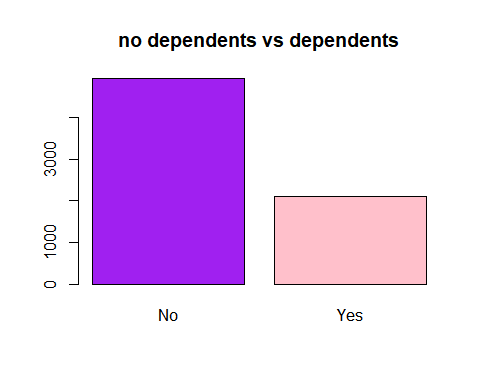 no dependents vs dependents
3000
1000
0
No
Yes